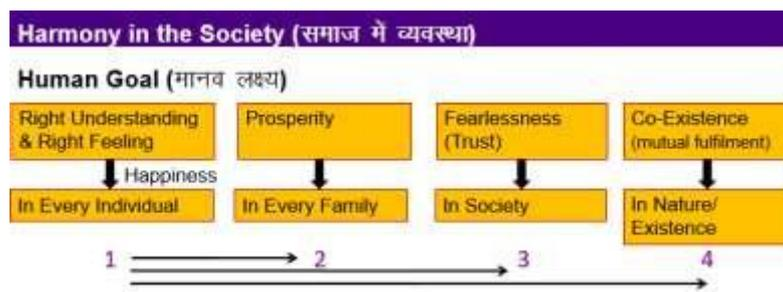 Harmony in the Society (समाज में व्यवस्था)
Human Goal (मानव लक्ष्य)
Right Understanding
& Right Feeling
Prosperity
Fearlessness
(Trust)
Co-Existence
(mutual fulfilment)
Happiness
In Every Individual
In Every Family
In Society
In Nature/
Existence
1
2
3
4